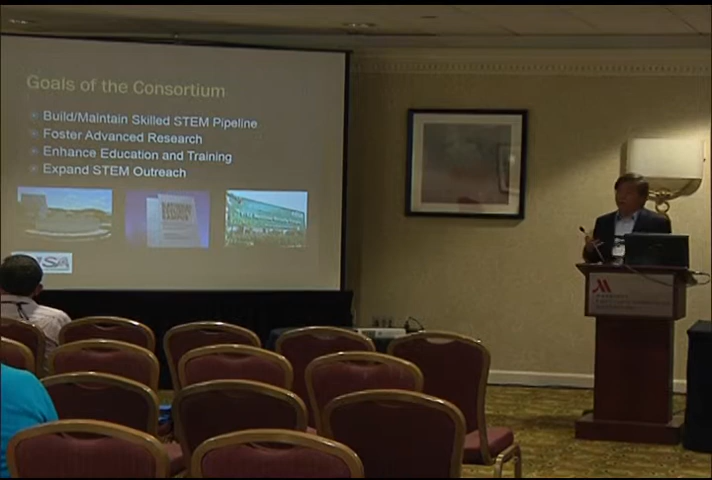 Goals of the Consortium
Build/Maintain Skilled STEM Pipeline
Foster Advanced Research
Enhance Education and Training
Expand STEM Outreach